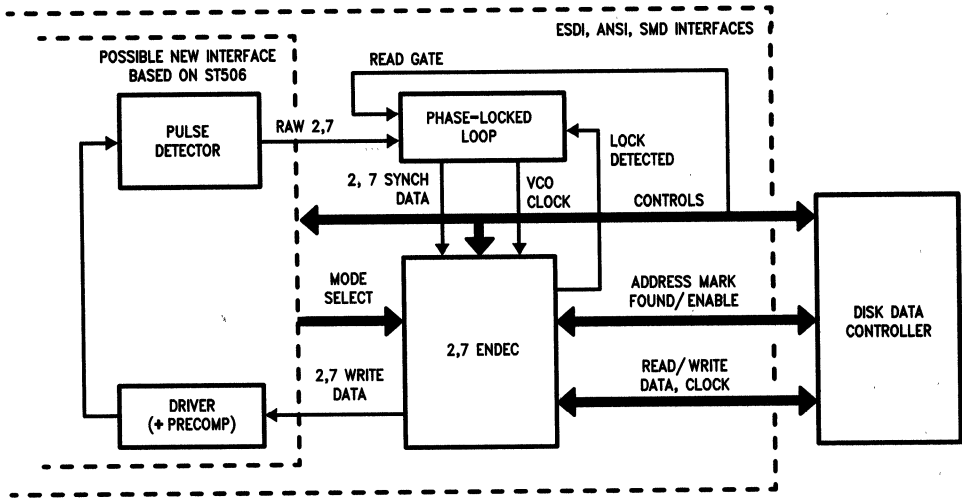 ESDI, ANSI, SMD INTERFACES
POSSIBLE NEW INTERFACE
BASED ON ST506
READ GATE
PULSE
DETECTOR
RAW 2,7
PHASE-LOCKED
LOOP
LOCK
DETECTED
2, 7 SYNCH
DATA
VCO
CLOCK
CONTROLS
MODE
SELECT
ADDRESS MARK
FOUND/ENABLE
2,7 ENDEC
DISK DATA
CONTROLLER
2,7 WRITE
DATA
READ/WRITE
DATA, CLOCK
DRIVER
(+ PRECOMP)